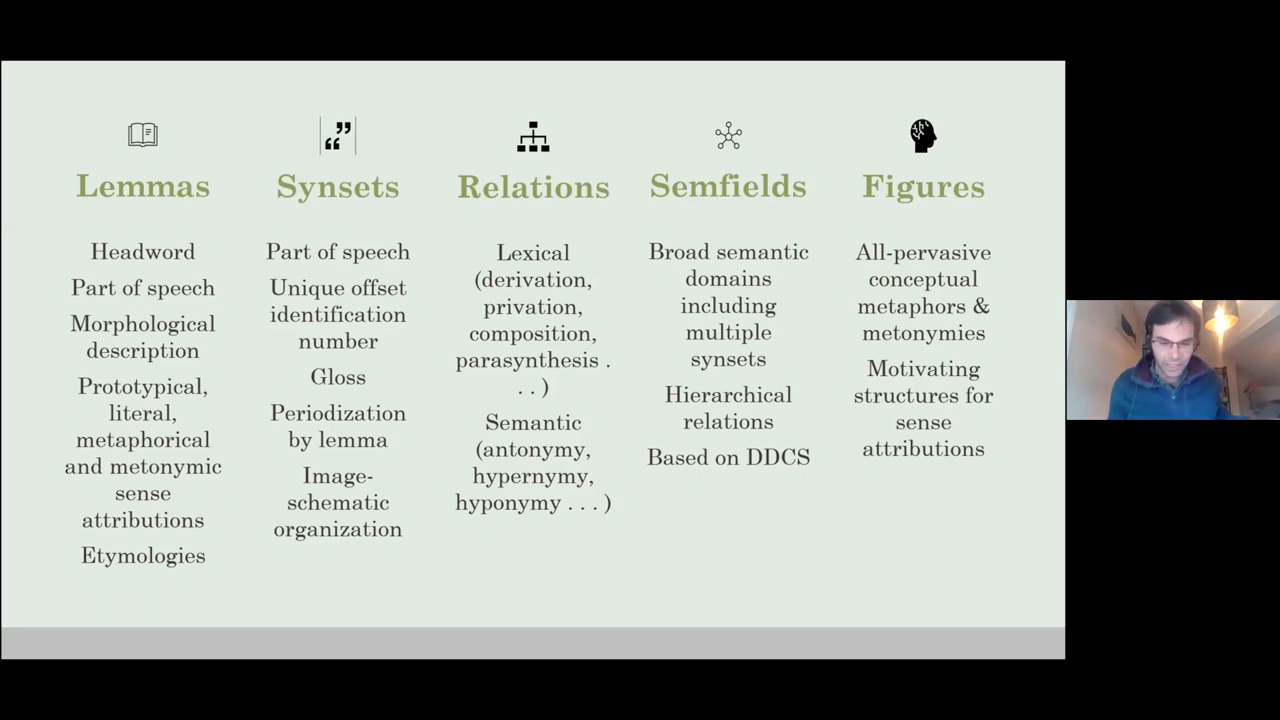 Lemmas
Headword
Part of speech
Morphological
description
Prototypical,
literal,
metaphorical
and metonymic
sense
attributions
Etymologies
Synsets
Part of speech
Unique offset
identification
number
Gloss
Periodization
by lemma
Image-
schematic
organization
Relations
Lexical
(derivation,
privation,
composition,
parasynthesis .
. . )
Semantic
(antonymy,
hypernymy,
hyponymy . . . )
Semfields
Broad semantic
domains
including
multiple
synsets
Hierarchical
relations
Based on DDCS
Figures
All-pervasive
conceptual
metaphors &
metonymies
Motivating
structures for
sense
attributions